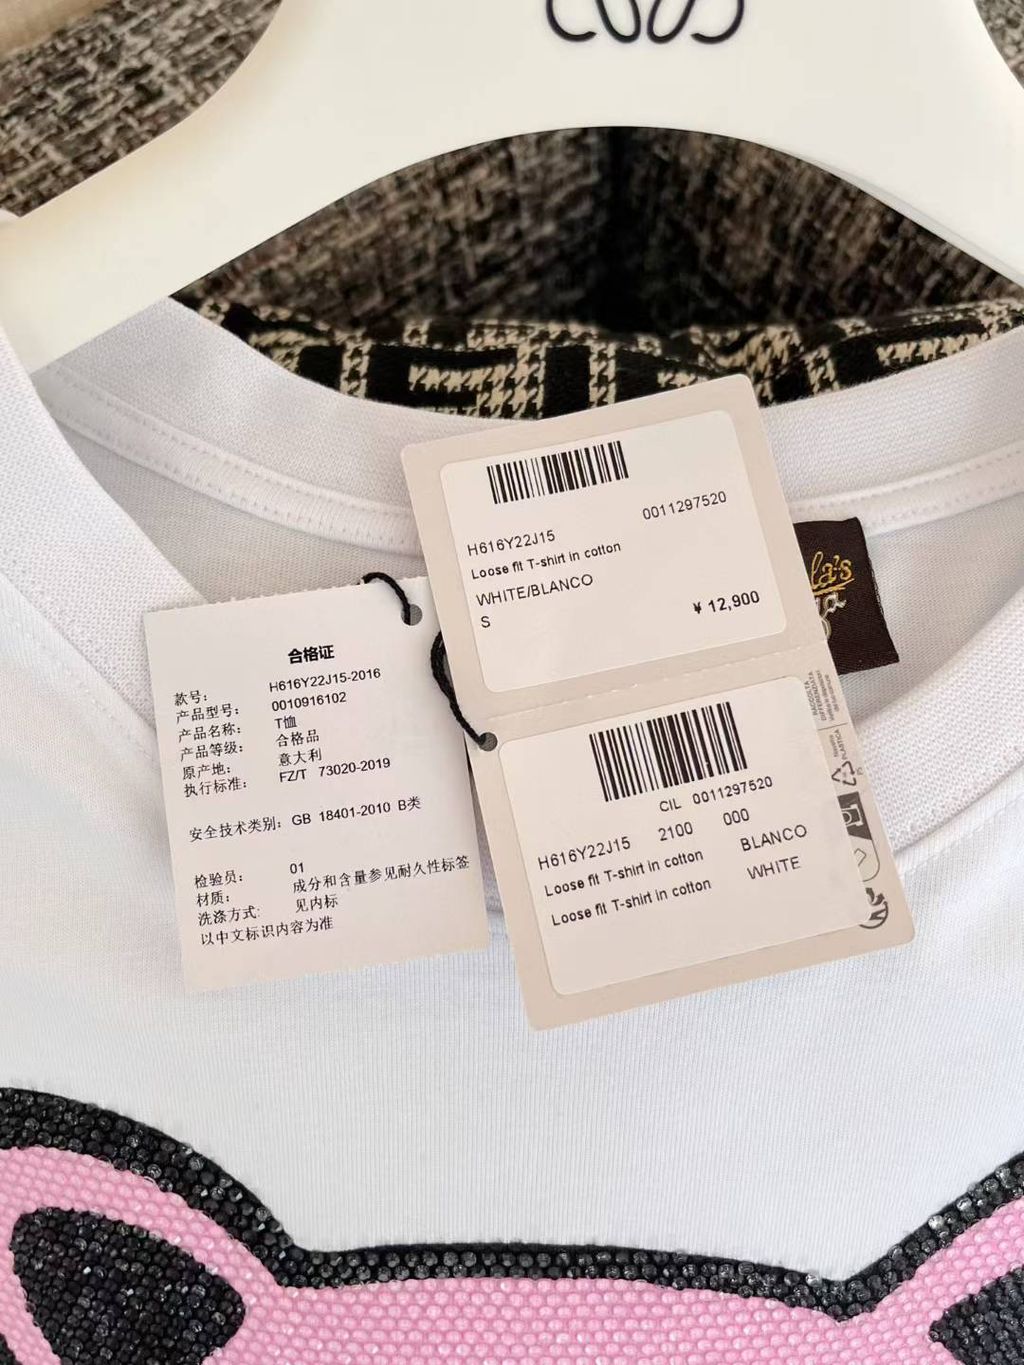 合格证
款号： H616Y22J15-2016
产品型号： 0010916102
产品名称： T恤
产品等级： 合格品
原产地： 意大利
执行标准： FZ/T 73020-2019
安全技术类别：GB 18401-2010 B类
检验员： 01
材质： 成分和含量参见耐久性标签
洗涤方式: 见内标
以中文标识内容为准
0011297520
H616Y22J15
Loose fit T-shirt in cotton
WHITE/BLANCO
S
¥ 12,900
CIL 0011297520
H616Y22J15 2100 000
Loose fit T-shirt in cotton BLANCO
Loose fit T-shirt in cotton WHITE
la's
RACCOLTA
DIFFERENZIATA
PLASTICA